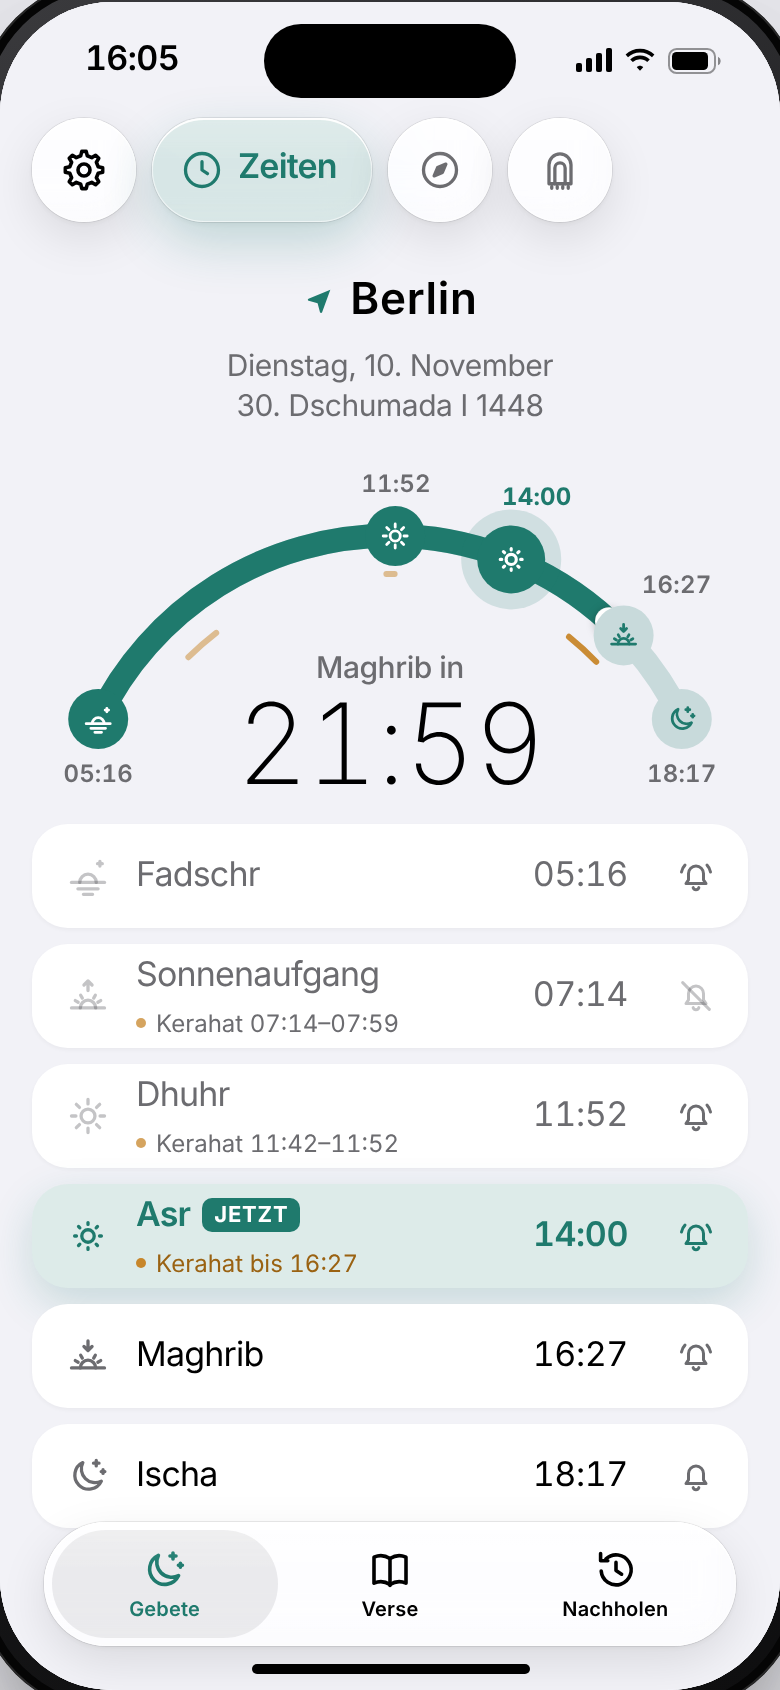 16:05
Zeiten
Berlin
Dienstag, 10. November
30. Dschumada I 1448
11:52
14:00
16:27
Maghrib in
21:59
05:16
18:17
Fadschr 05:16
Sonnenaufgang 07:14
Kerahat 07:14–07:59
Dhuhr 11:52
Kerahat 11:42–11:52
Asr JETZT 14:00
Kerahat bis 16:27
Maghrib 16:27
Ischa 18:17
Gebete Verse Nachholen